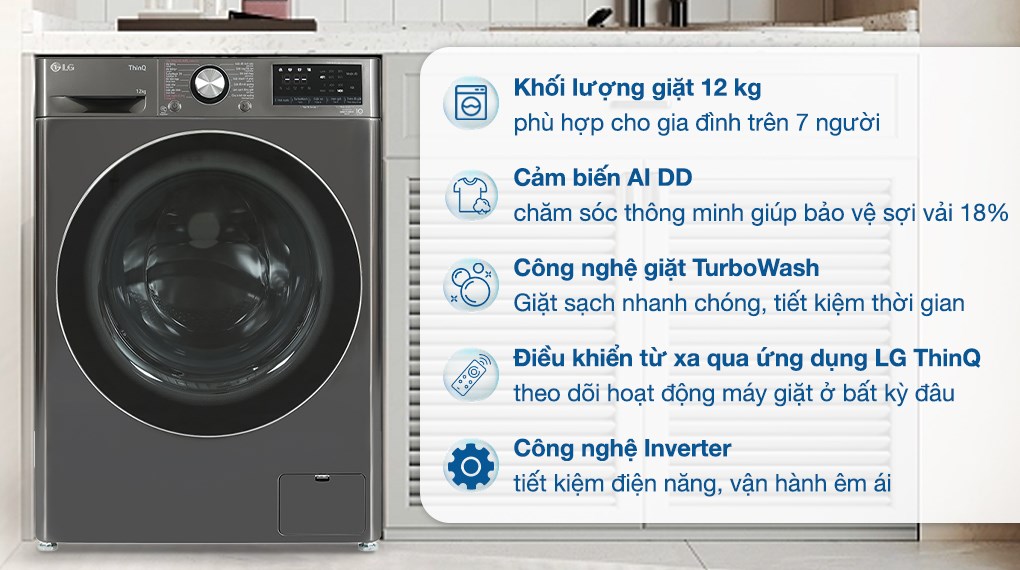 LG
ThinQ
12kg
Khối lượng giặt 12 kg
phù hợp cho gia đình trên 7 người
Cảm biến AI DD
chăm sóc thông minh giúp bảo vệ sợi vải 18%
Công nghệ giặt TurboWash
Giặt sạch nhanh chóng, tiết kiệm thời gian
Điều khiển từ xa qua ứng dụng LG ThinQ
theo dõi hoạt động máy giặt ở bất kỳ đâu
Công nghệ Inverter
tiết kiệm điện năng, vận hành êm ái